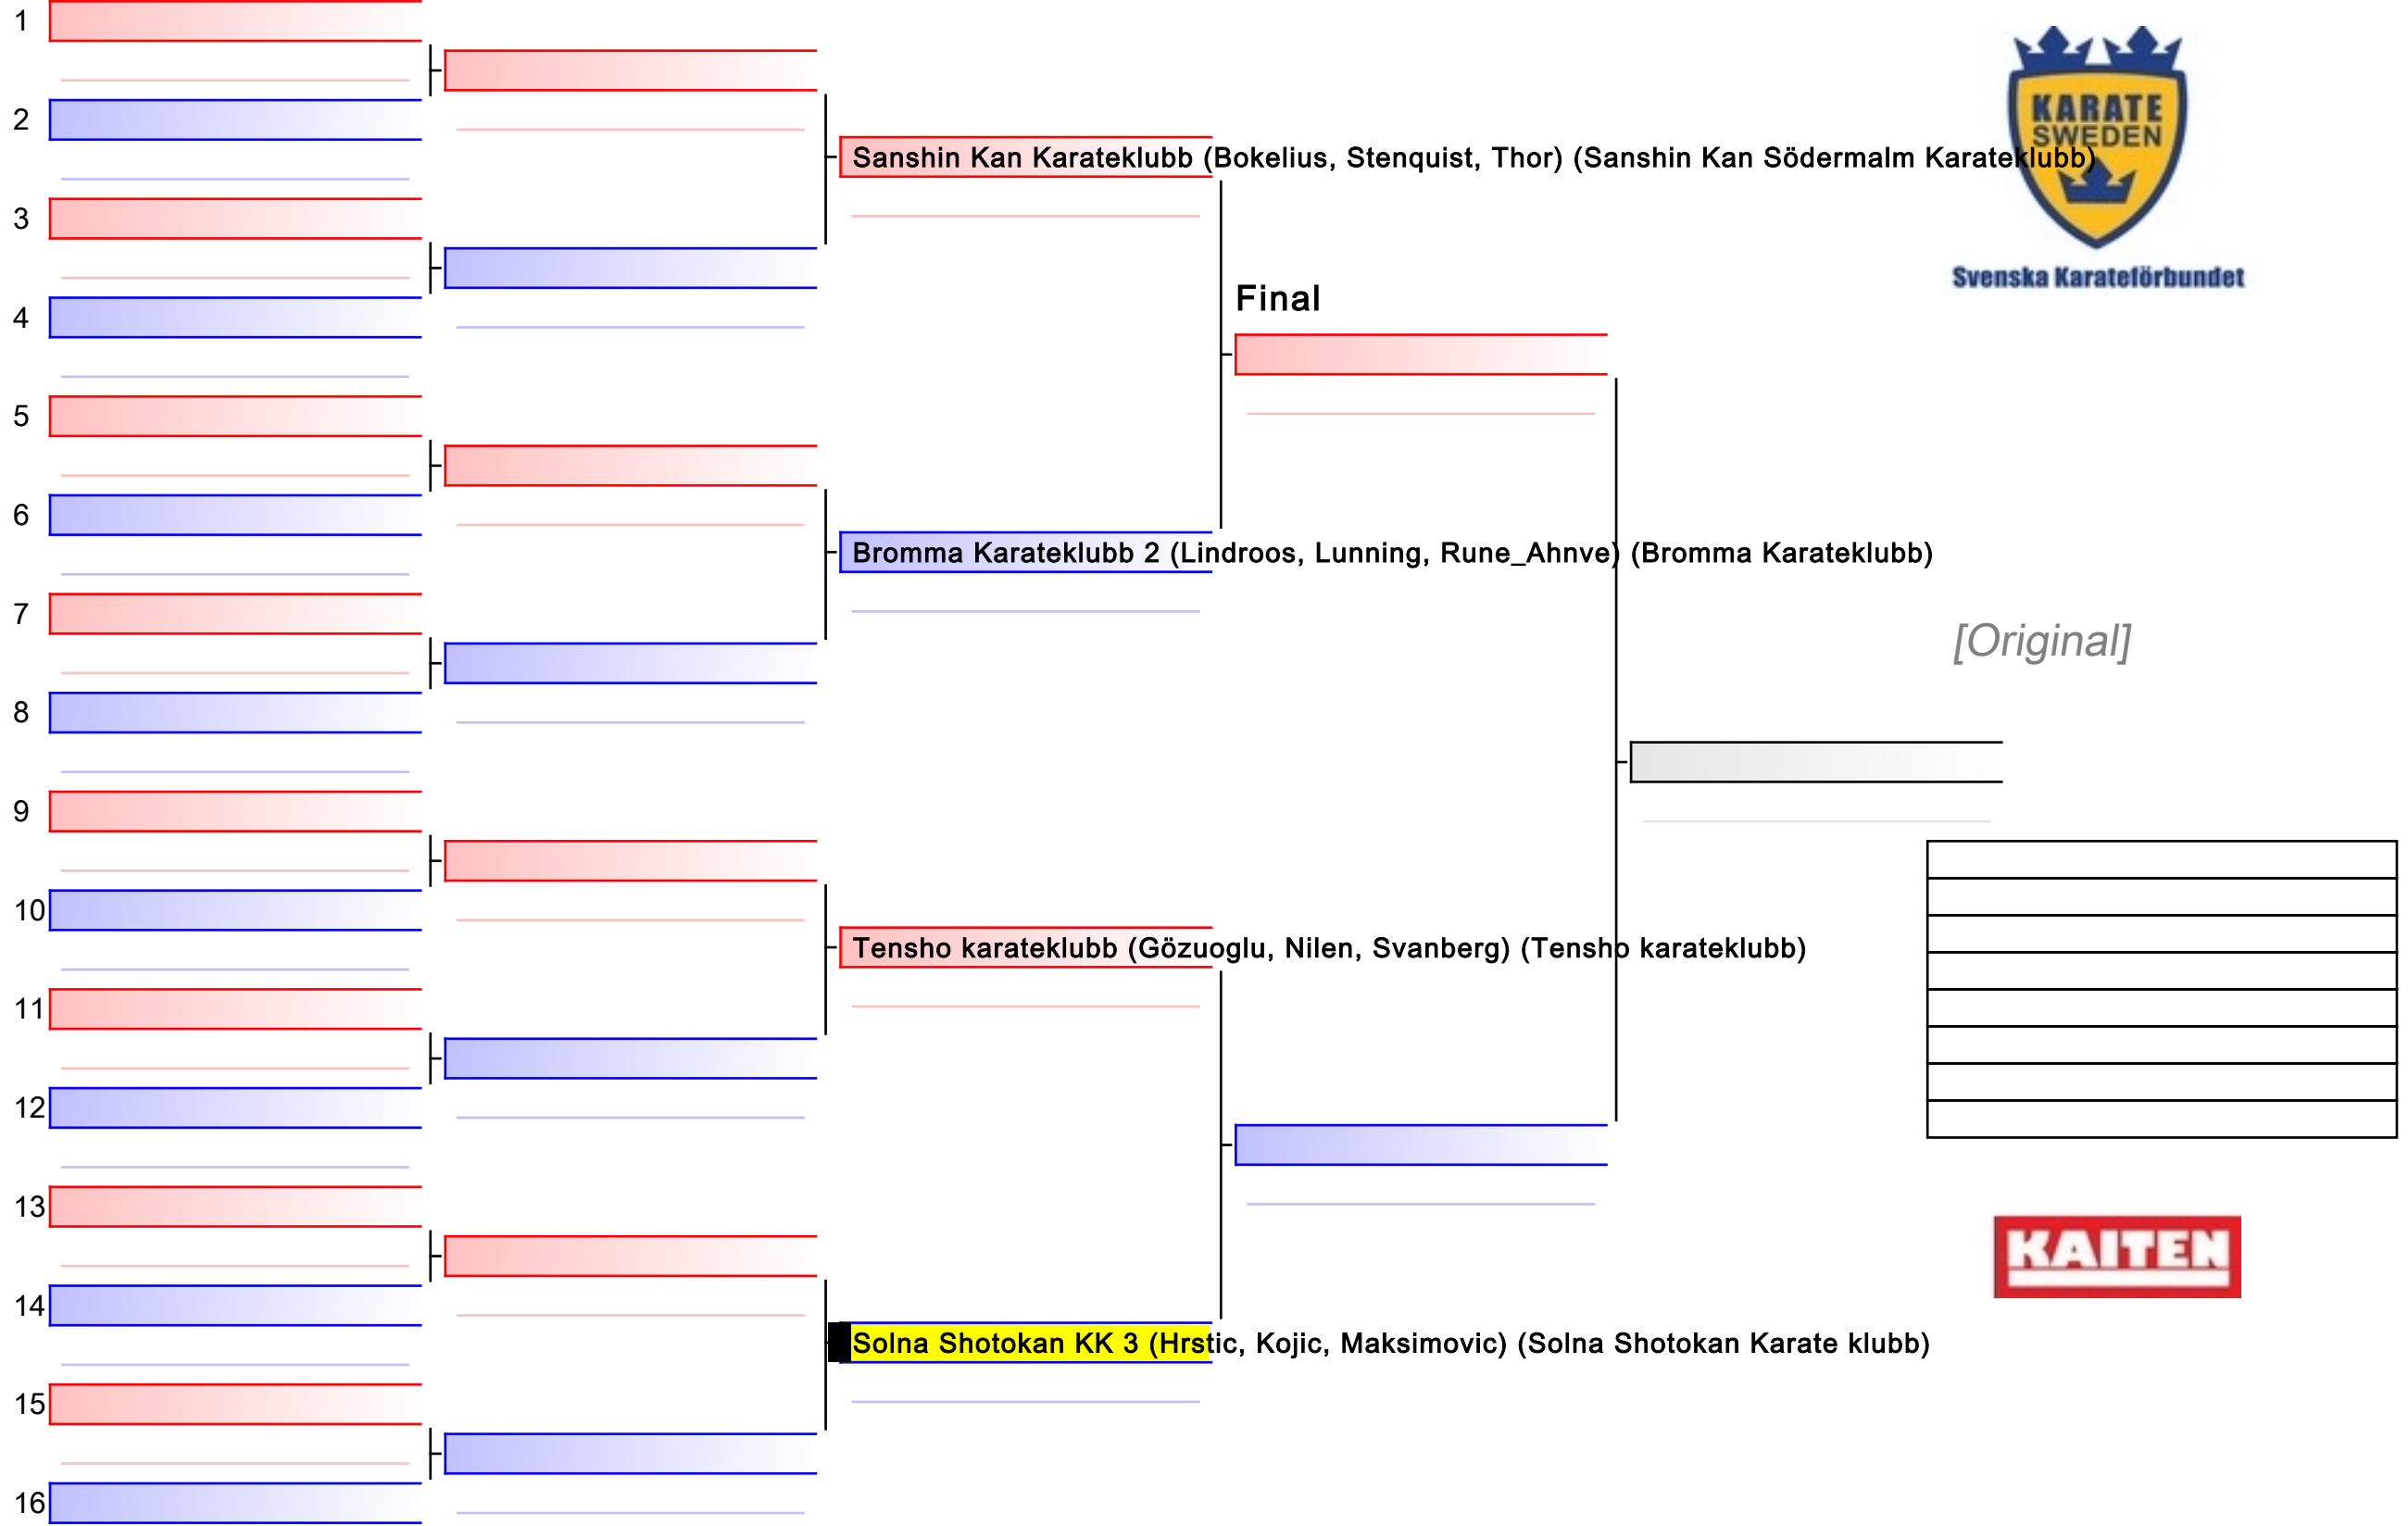 1
2
KARATE
SWEDEN
Sanshin Kan Karateklubb (Bokelius, Stenquist, Thor) (Sanshin Kan Södermalm Karateklubb)
3
Svenska Karateförbundet
Final
4
5
6
Bromma Karateklubb 2 (Lindroos, Lunning, Rune_Ahnve) (Bromma Karateklubb)
7
[Original]
8
9
10
Tensho karateklubb (Gözuoglu, Nilen, Svanberg) (Tensho karateklubb)
11
12
13
KAITEN
14
Solna Shotokan KK 3 (Hrstic, Kojic, Maksimovic) (Solna Shotokan Karate klubb)
15
16